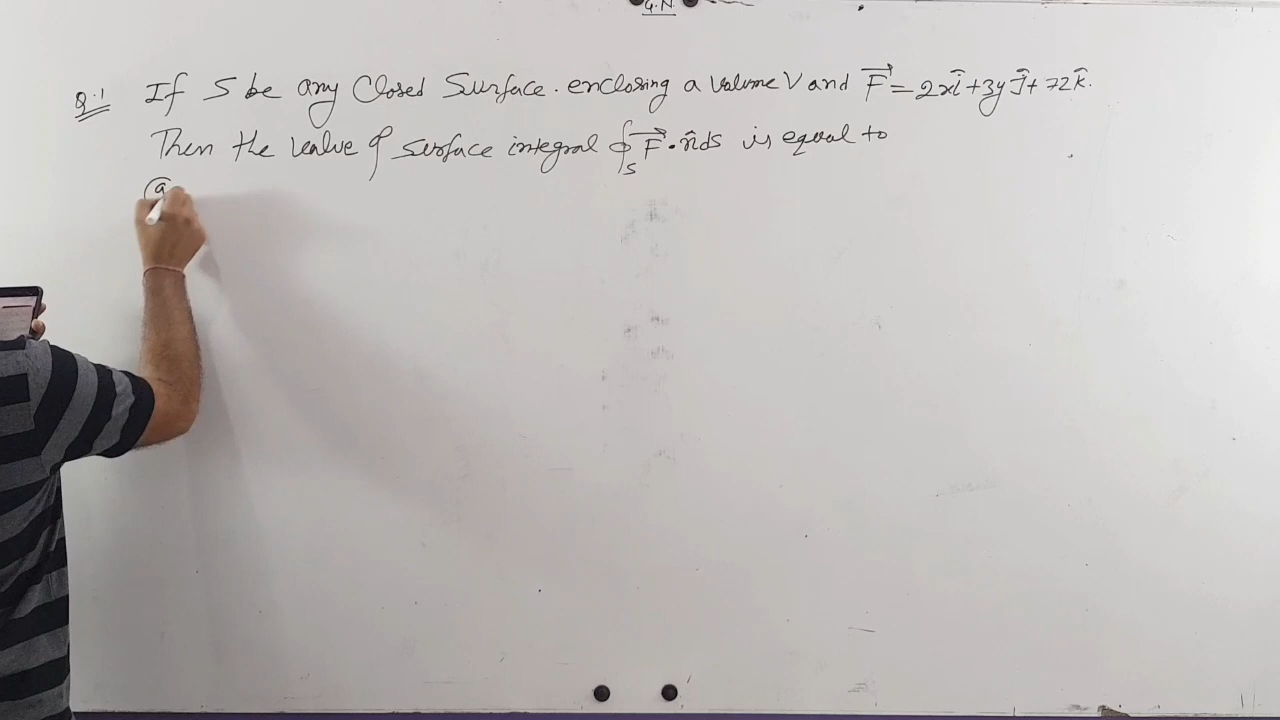 G.N
Q.1 If S be any Closed Surface. enclosing a volume V and F⃗ = 2xî+3yĵ+7zk̂.
Then the value of surface integral ∮ₛ F⃗·n̂ds is equal to
(a